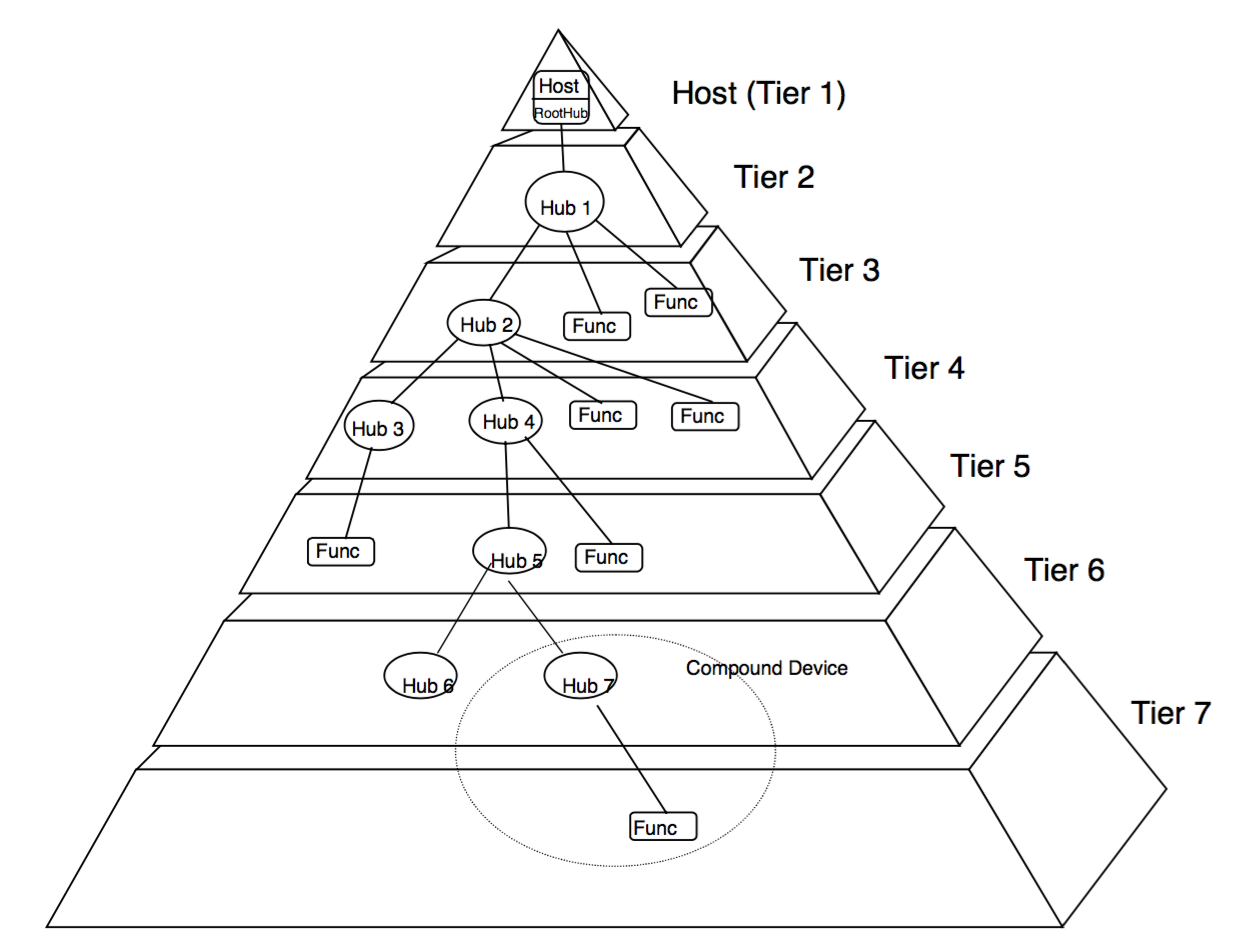 Host
RootHub
Host (Tier 1)
Tier 2
Hub 1
Tier 3
Func
Hub 2
Func
Tier 4
Hub 3
Hub 4
Func
Func
Tier 5
Func
Hub 5
Func
Tier 6
Compound Device
Hub 6
Hub 7
Tier 7
Func